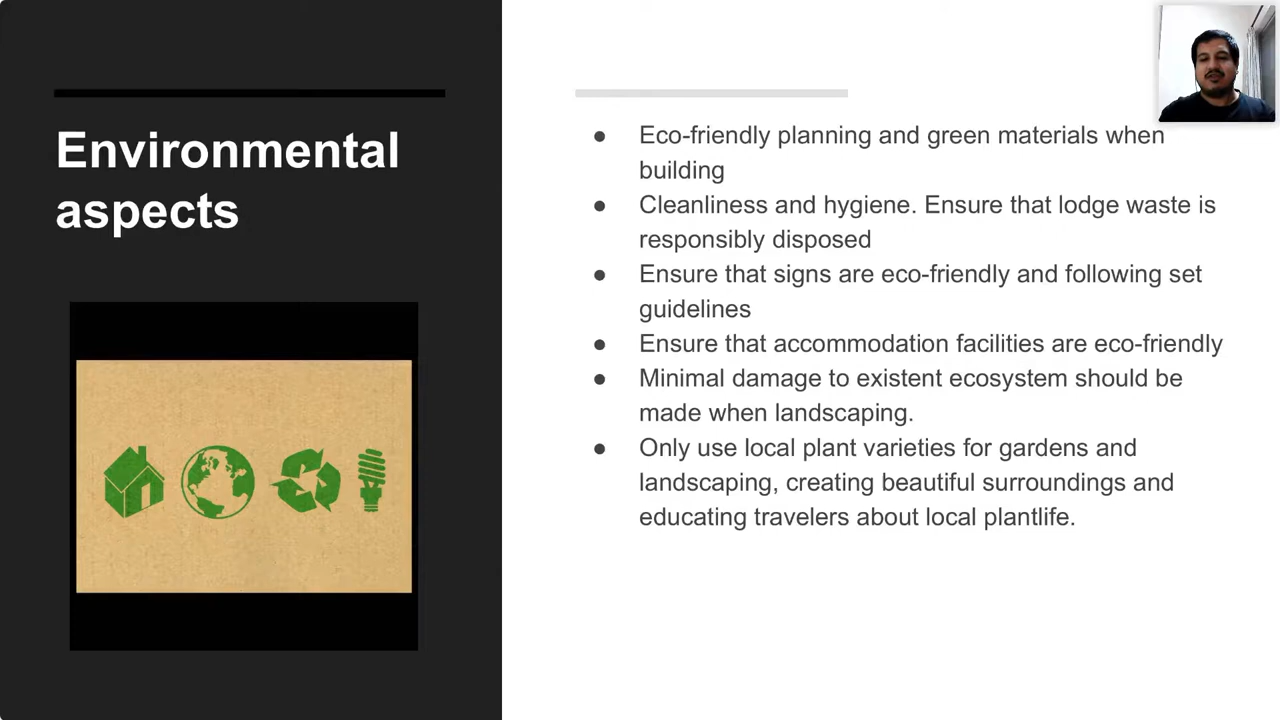 Environmental
aspects
● Eco-friendly planning and green materials when
building
● Cleanliness and hygiene. Ensure that lodge waste is
responsibly disposed
● Ensure that signs are eco-friendly and following set
guidelines
● Ensure that accommodation facilities are eco-friendly
● Minimal damage to existent ecosystem should be
made when landscaping.
● Only use local plant varieties for gardens and
landscaping, creating beautiful surroundings and
educating travelers about local plantlife.